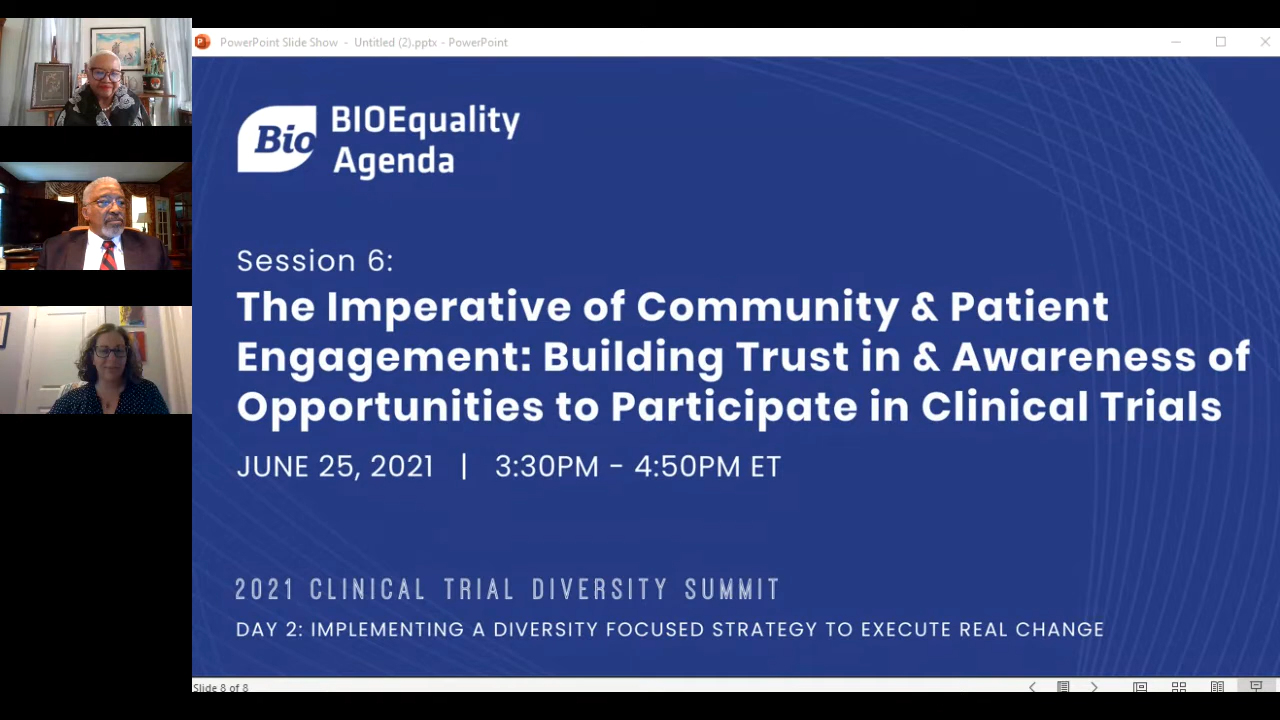 PowerPoint Slide Show - Untitled (2).pptx - PowerPoint
Bio
BIOEquality
Agenda
Session 6:
The Imperative of Community & Patient
Engagement: Building Trust in & Awareness of
Opportunities to Participate in Clinical Trials
JUNE 25, 2021 | 3:30PM - 4:50PM ET
2021 CLINICAL TRIAL DIVERSITY SUMMIT
DAY 2: IMPLEMENTING A DIVERSITY FOCUSED STRATEGY TO EXECUTE REAL CHANGE
Slide 8 of 8